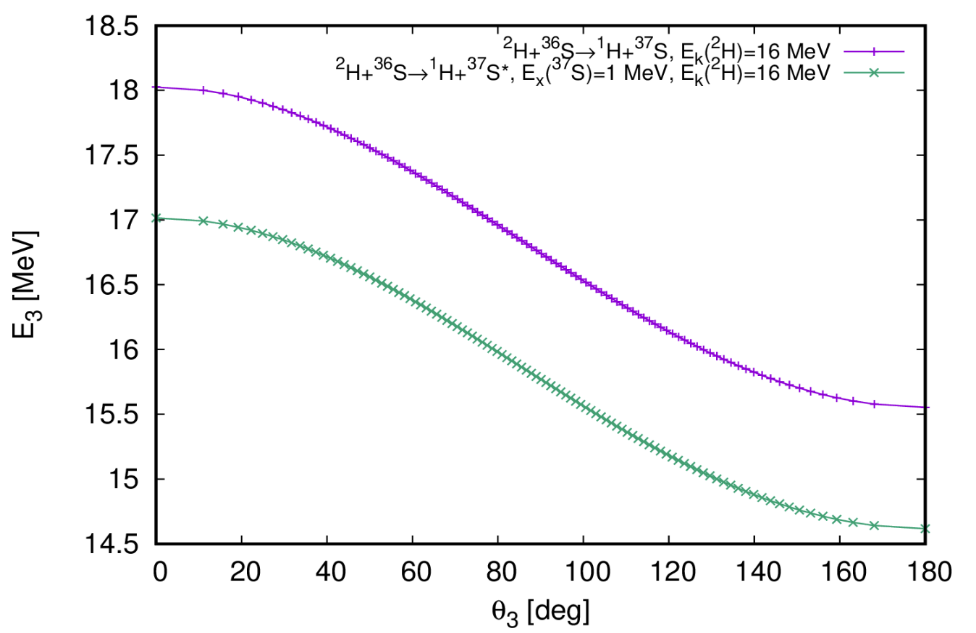 ²H+³⁶S→¹H+³⁷S, Eₖ(²H)=16 MeV
²H+³⁶S→¹H+³⁷S*, Eₓ(³⁷S)=1 MeV, Eₖ(²H)=16 MeV
18.5
18
17.5
17
16.5
16
15.5
15
14.5
E₃ [MeV]
0 20 40 60 80 100 120 140 160 180
θ₃ [deg]